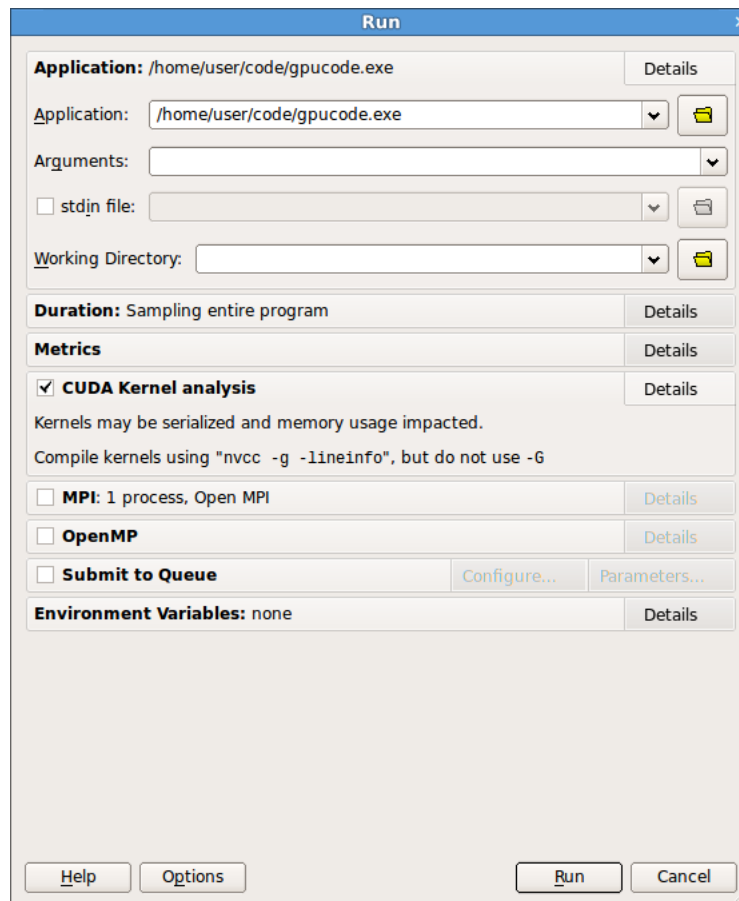 Run
Application: /home/user/code/gpucode.exe Details
Application: /home/user/code/gpucode.exe
Arguments:
stdin file:
Working Directory:
Duration: Sampling entire program Details
Metrics Details
CUDA Kernel analysis Details
Kernels may be serialized and memory usage impacted.
Compile kernels using "nvcc -g -lineinfo", but do not use -G
MPI: 1 process, Open MPI Details
OpenMP Details
Submit to Queue Configure... Parameters...
Environment Variables: none Details
Help Options Run Cancel